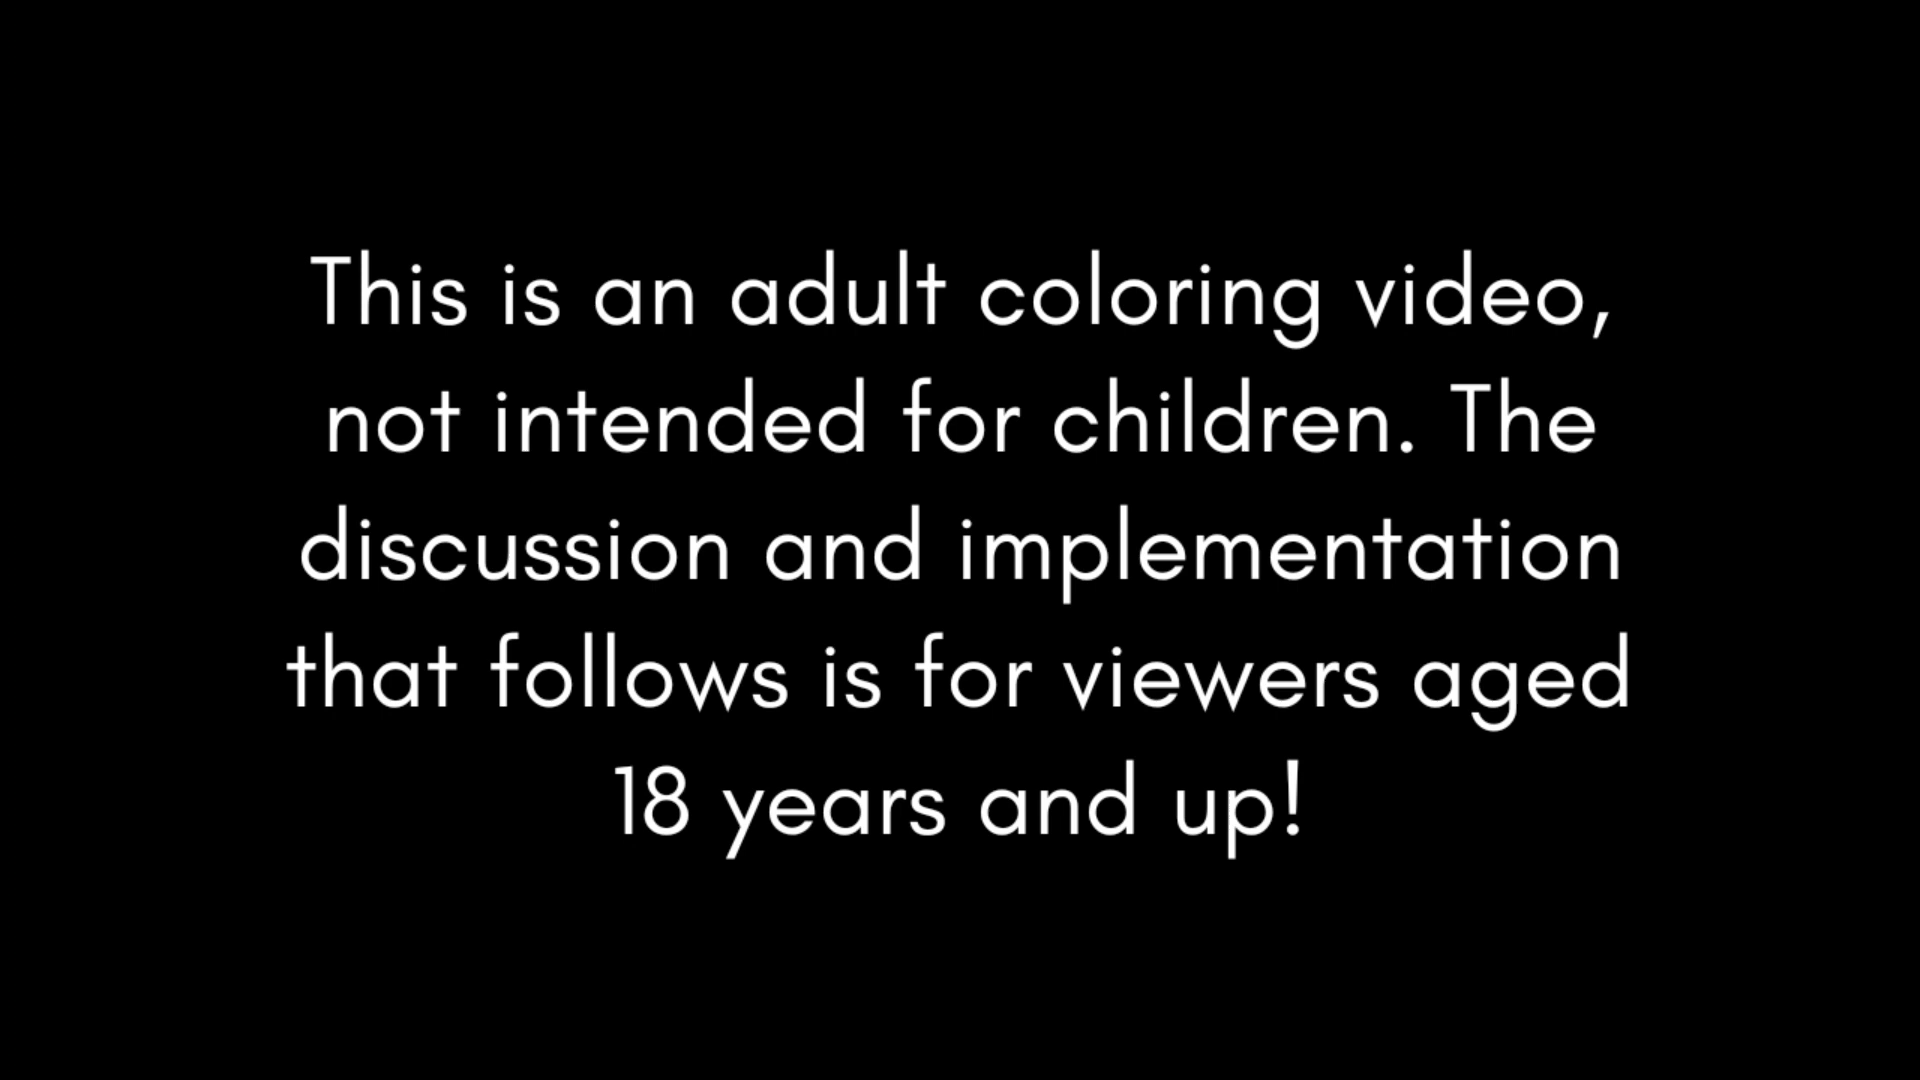 This is an adult coloring video,
not intended for children. The
discussion and implementation
that follows is for viewers aged
18 years and up!